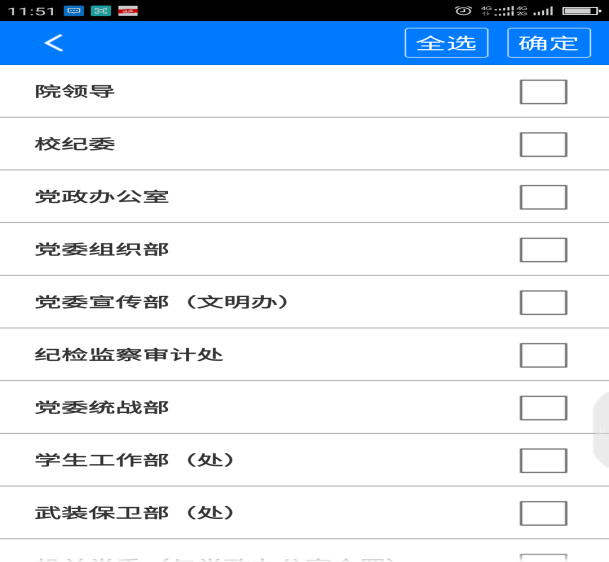 11:51
全选 确定
院领导
校纪委
党政办公室
党委组织部
党委宣传部 （文明办）
纪检监察审计处
党委统战部
学生工作部 （处）
武装保卫部 （处）